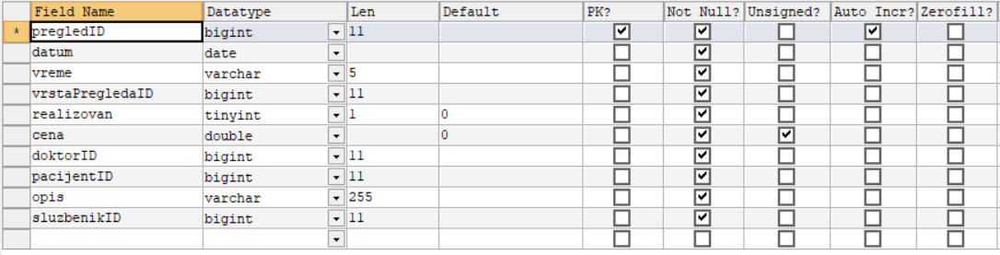 Field Name Datatype Len Default PK? Not Null? Unsigned? Auto Incr? Zerofill?
* pregledID bigint 11
datum date
vreme varchar 5
vrstaPregledaID bigint 11
realizovan tinyint 1 0
cena double 0
doktorID bigint 11
pacijentID bigint 11
opis varchar 255
sluzbenikID bigint 11